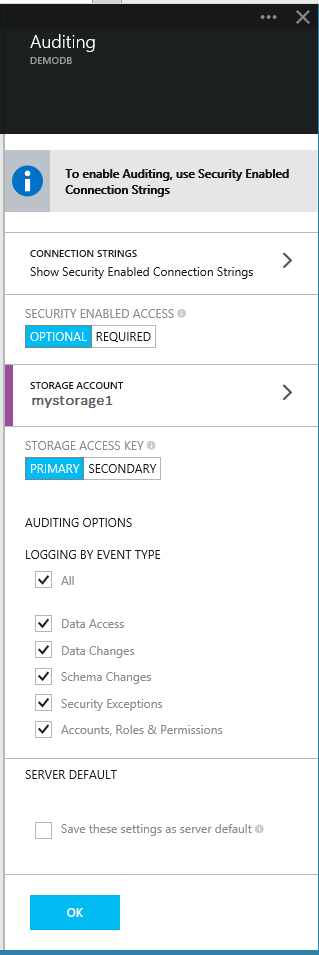 Auditing
DEMODB
To enable Auditing, use Security Enabled
Connection Strings
CONNECTION STRINGS
Show Security Enabled Connection Strings
SECURITY ENABLED ACCESS
OPTIONAL REQUIRED
STORAGE ACCOUNT
mystorage1
STORAGE ACCESS KEY
PRIMARY SECONDARY
AUDITING OPTIONS
LOGGING BY EVENT TYPE
All
Data Access
Data Changes
Schema Changes
Security Exceptions
Accounts, Roles & Permissions
SERVER DEFAULT
Save these settings as server default
OK